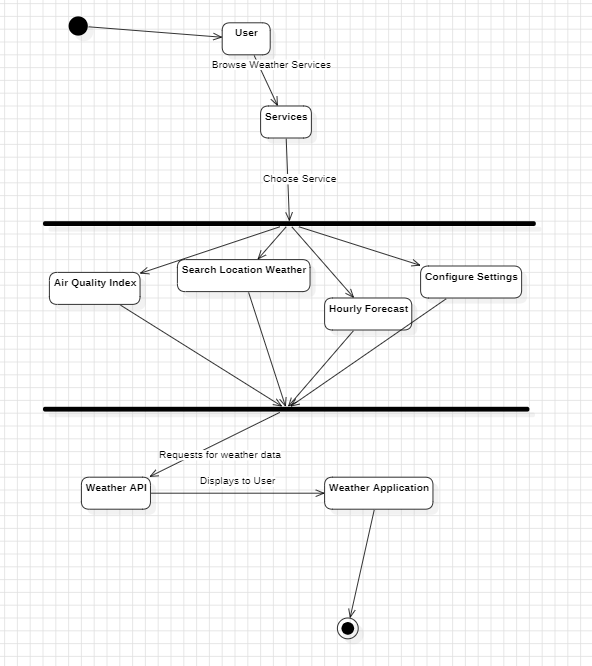 User
Browse Weather Services
Services
Choose Service
Air Quality Index
Search Location Weather
Hourly Forecast
Configure Settings
Requests for weather data
Weather API
Displays to User
Weather Application